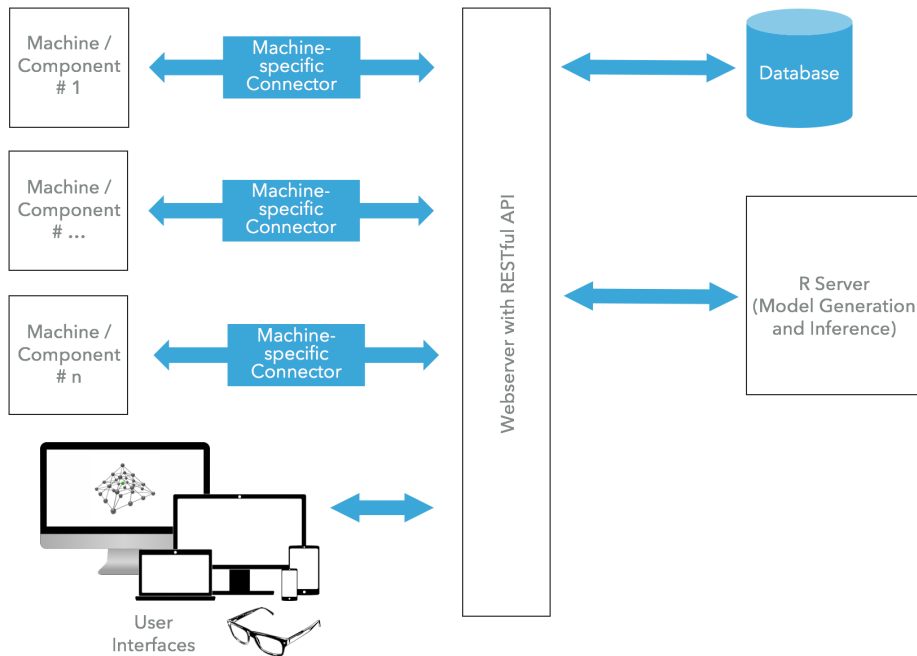 Machine /
Component
# 1
Machine-
specific
Connector
Database
Machine /
Component
# ...
Machine-
specific
Connector
Webserver with RESTful API
R Server
(Model Generation
and Inference)
Machine /
Component
# n
Machine-
specific
Connector
User
Interfaces